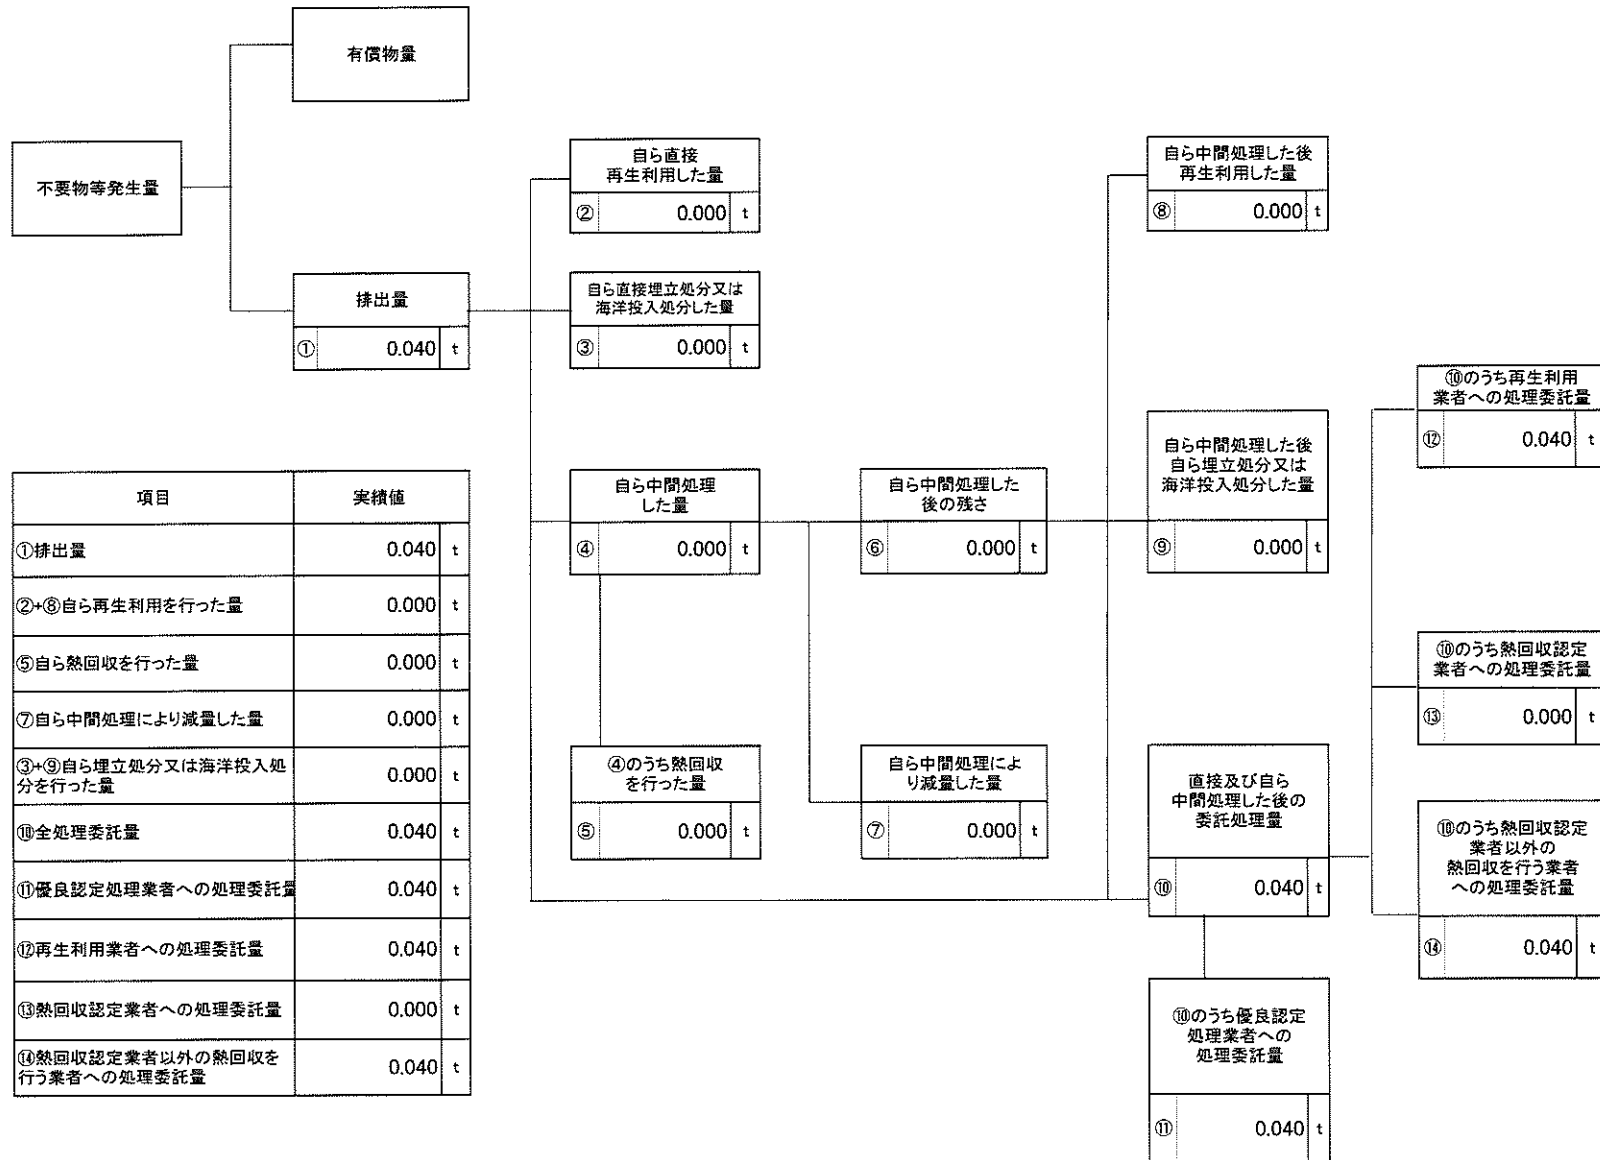 有償物量
不要物等発生量
排出量
① 0.040 t
自ら直接
再生利用した量
② 0.000 t
自ら直接埋立処分又は
海洋投入処分した量
③ 0.000 t
自ら中間処理
した量
④ 0.000 t
④のうち熱回収
を行った量
⑤ 0.000 t
自ら中間処理した
後の残さ
⑥ 0.000 t
自ら中間処理によ
り減量した量
⑦ 0.000 t
自ら中間処理した後
再生利用した量
⑧ 0.000 t
自ら中間処理した後
自ら埋立処分又は
海洋投入処分した量
⑨ 0.000 t
直接及び自ら
中間処理した後の
委託処理量
⑩ 0.040 t
⑩のうち優良認定
処理業者への
処理委託量
⑪ 0.040 t
⑩のうち再生利用
業者への処理委託量
⑫ 0.040 t
⑩のうち熱回収認定
業者への処理委託量
⑬ 0.000 t
⑩のうち熱回収認定
業者以外の
熱回収を行う業者
への処理委託量
⑭ 0.040 t
項目 実績値
①排出量 0.040 t
②+⑧自ら再生利用を行った量 0.000 t
⑤自ら熱回収を行った量 0.000 t
⑦自ら中間処理により減量した量 0.000 t
③+⑨自ら埋立処分又は海洋投入処
分を行った量 0.000 t
⑩全処理委託量 0.040 t
⑪優良認定処理業者への処理委託量 0.040 t
⑫再生利用業者への処理委託量 0.040 t
⑬熱回収認定業者への処理委託量 0.000 t
⑭熱回収認定業者以外の熱回収を
行う業者への処理委託量 0.040 t